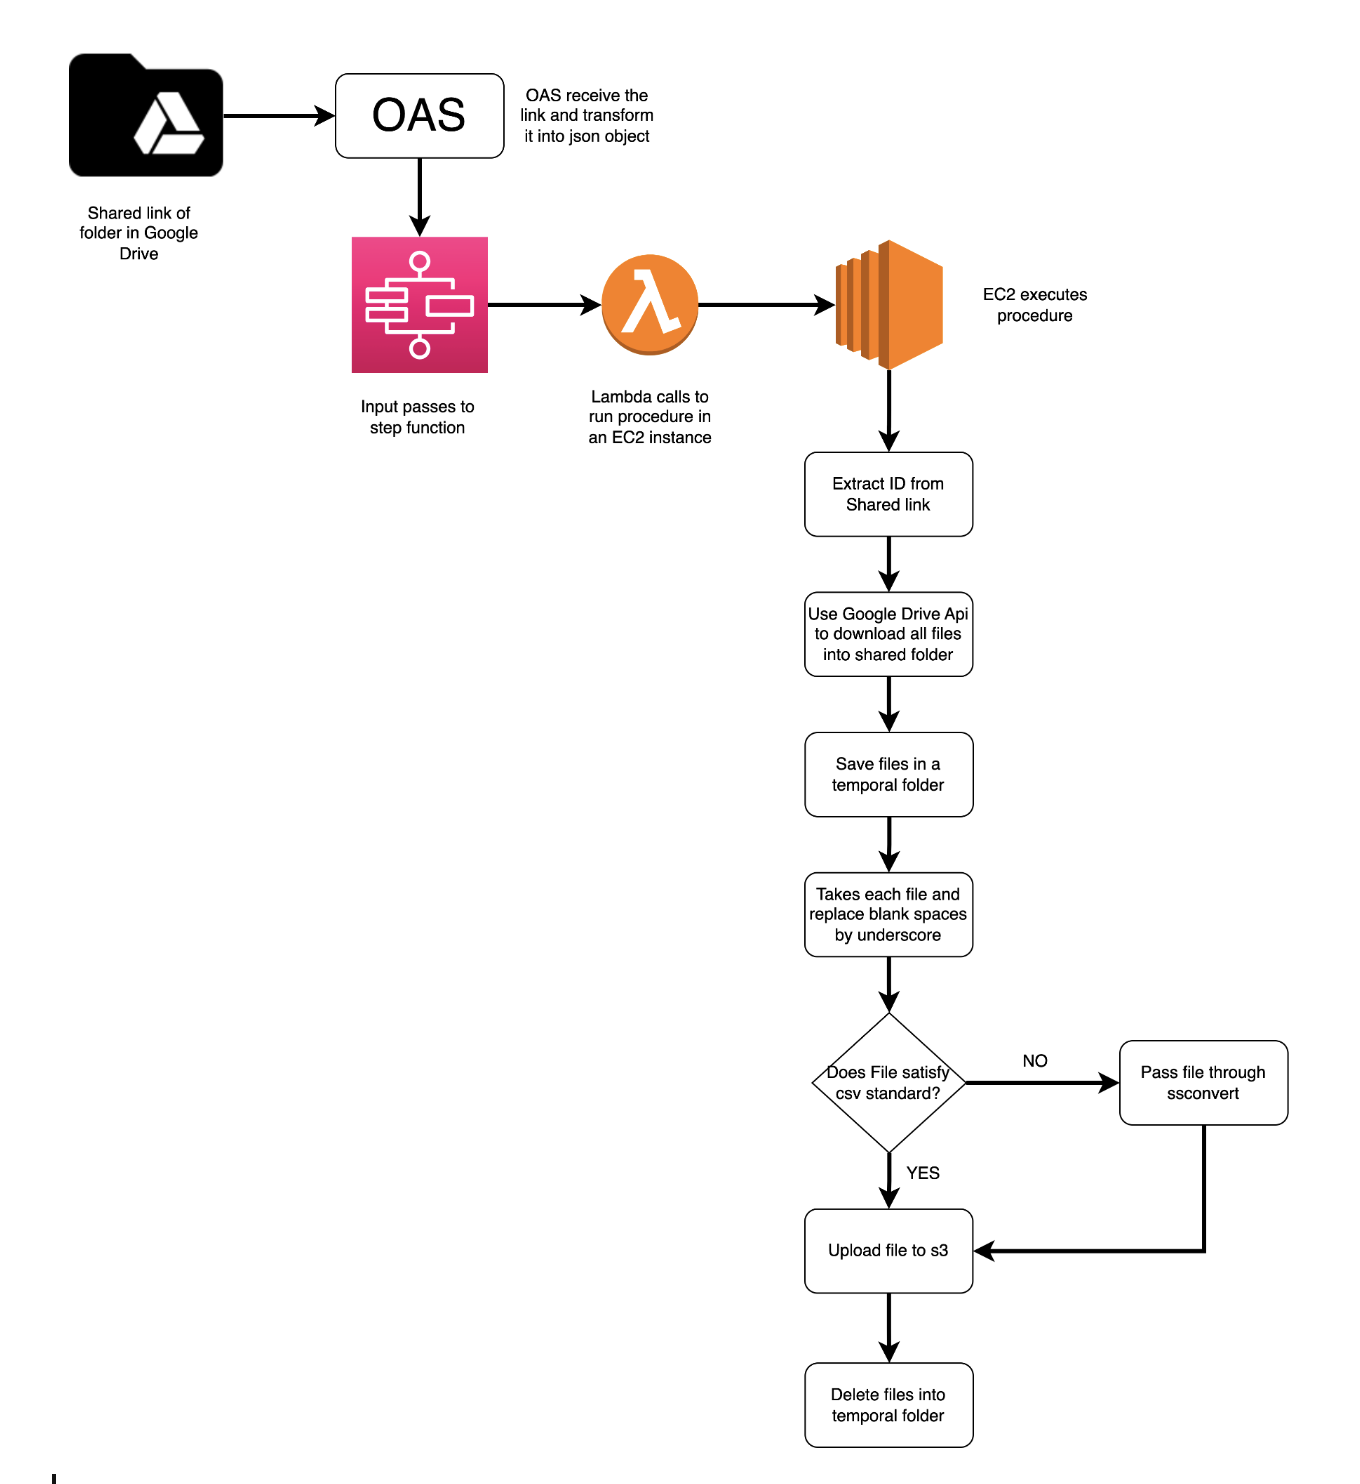 OAS
OAS receive the
link and transform
it into json object
Shared link of
folder in Google
Drive
EC2 executes
procedure
Input passes to
step function
Lambda calls to
run procedure in
an EC2 instance
Extract ID from
Shared link
Use Google Drive Api
to download all files
into shared folder
Save files in a
temporal folder
Takes each file and
replace blank spaces
by underscore
Does File satisfy
csv standard?
NO
Pass file through
ssconvert
YES
Upload file to s3
Delete files into
temporal folder